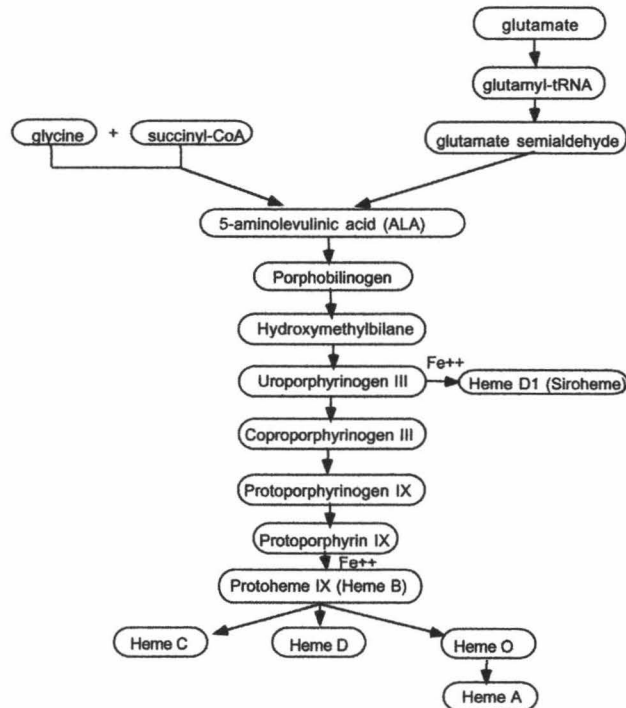 glutamate
glutamyl-tRNA
glycine + succinyl-CoA
glutamate semialdehyde
5-aminolevulinic acid (ALA)
Porphobilinogen
Hydroxymethylbilane
Fe++
Uroporphyrinogen III
Heme D1 (Siroheme)
Coproporphyrinogen III
Protoporphyrinogen IX
Protoporphyrin IX
Fe++
Protoheme IX (Heme B)
Heme C
Heme D
Heme O
Heme A